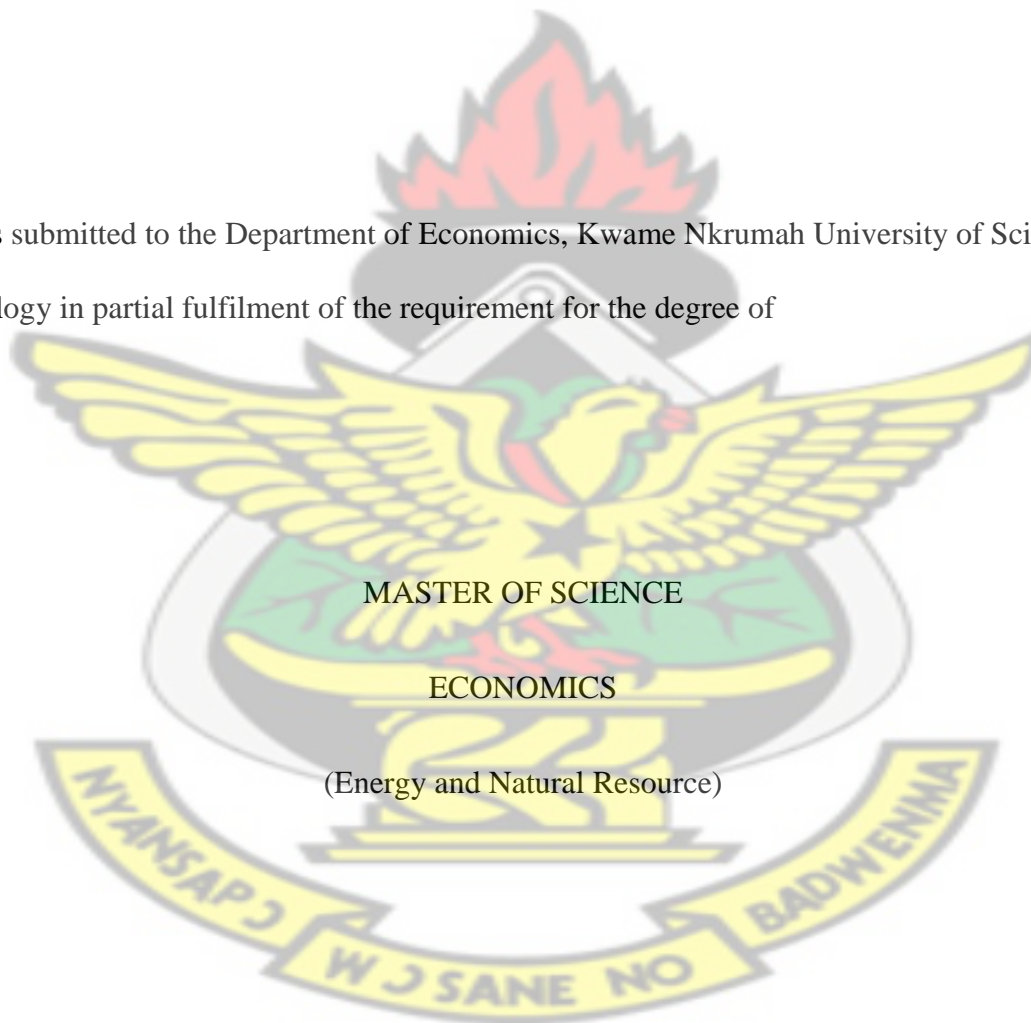 s submitted to the Department of Economics, Kwame Nkrumah University of Sci
logy in partial fulfilment of the requirement for the degree of
MASTER OF SCIENCE
ECONOMICS
(Energy and Natural Resource)
NYANSAPƆ
WƆSANE NO
BADWENMA